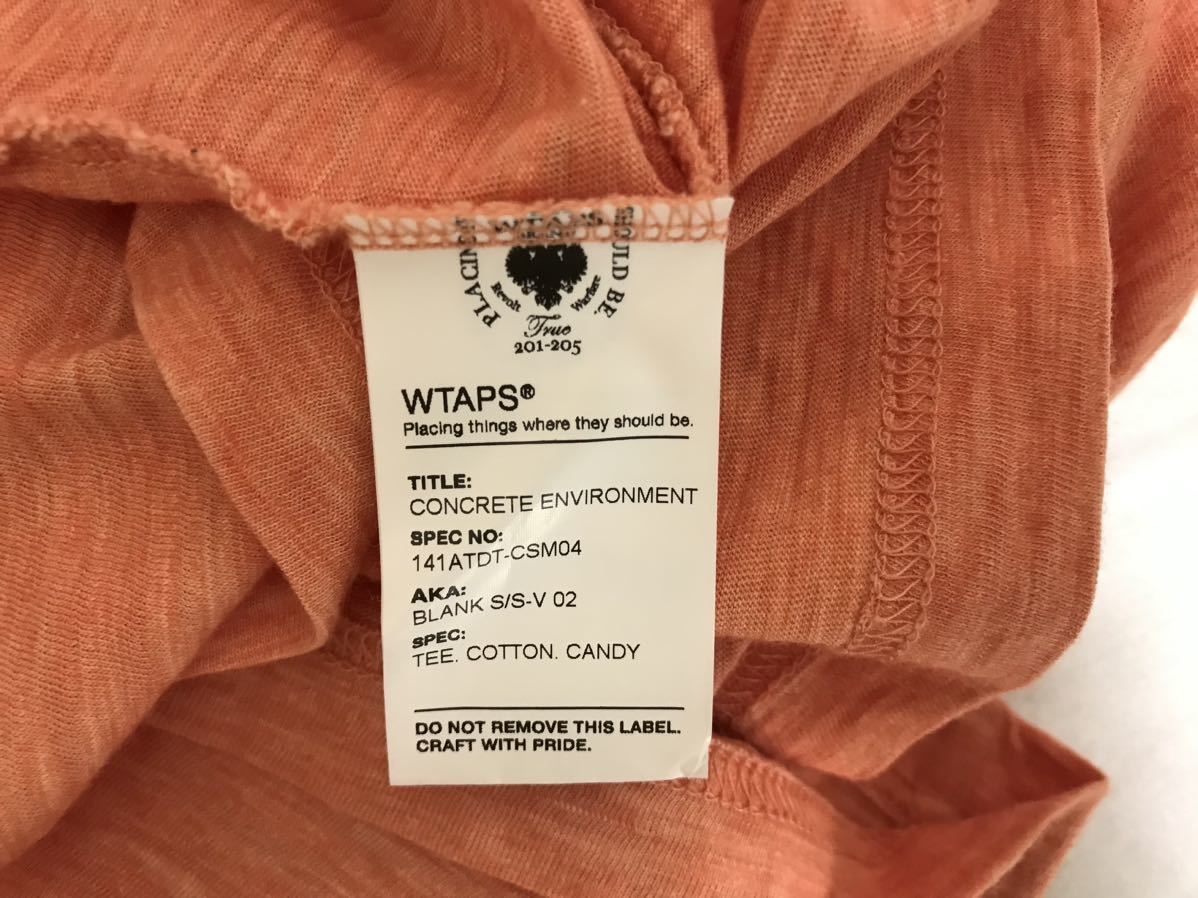 WTAPS
PLACING
SHOULD BE.
Revolt Warfare
True
201-205
WTAPS®
Placing things where they should be.
TITLE:
CONCRETE ENVIRONMENT
SPEC NO:
141ATDT-CSM04
AKA:
BLANK S/S-V 02
SPEC:
TEE. COTTON. CANDY
DO NOT REMOVE THIS LABEL.
CRAFT WITH PRIDE.